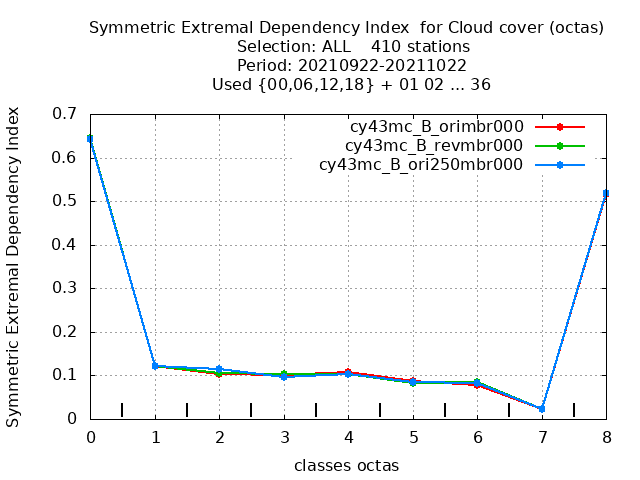 Symmetric Extremal Dependency Index  for Cloud cover (octas)
Selection: ALL    410 stations
Period: 20210922-20211022
Used {00,06,12,18} + 01 02 ... 36
Symmetric Extremal Dependency Index
0.7
0.6
0.5
0.4
0.3
0.2
0.1
0
cy43mc_B_orimbr000
cy43mc_B_revmbr000
cy43mc_B_ori250mbr000
0 1 2 3 4 5 6 7 8
classes octas